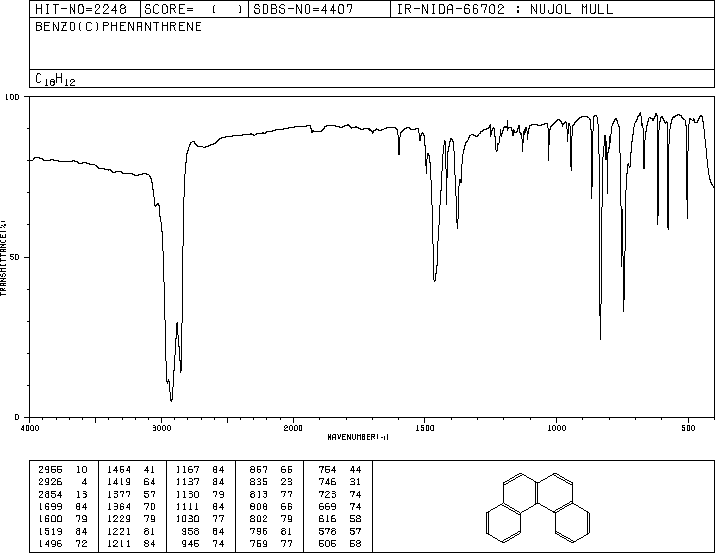 HIT-NO=2248 SCORE= ( ) SDBS-NO=4407 IR-NIDA-66702 : NUJOL MULL
BENZO(C)PHENANTHRENE
C18H12
100
50
0
TRANSMITTANCE(%)
4000 3000 2000 1500 1000 500
WAVENUMBER(-1)
2955 10 1464 41 1167 84 867 66 754 44
2926 4 1419 64 1137 84 835 23 746 31
2854 13 1377 57 1130 79 813 77 723 74
1699 84 1364 70 1111 84 808 66 669 74
1600 79 1229 79 1030 77 802 79 616 58
1519 84 1221 81 958 84 796 81 578 57
1496 72 1211 84 945 74 769 77 505 58